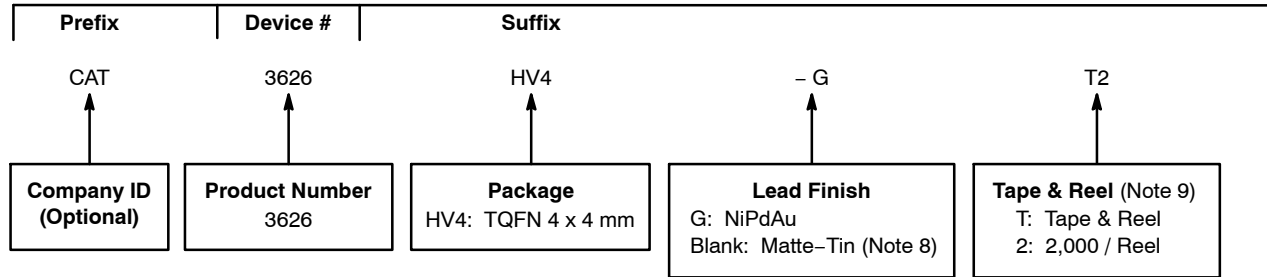 Prefix Device # Suffix
CAT 3626 HV4 – G T2
Company ID
(Optional)
Product Number
3626
Package
HV4: TQFN 4 x 4 mm
Lead Finish
G: NiPdAu
Blank: Matte−Tin (Note 8)
Tape & Reel (Note 9)
T: Tape & Reel
2: 2,000 / Reel